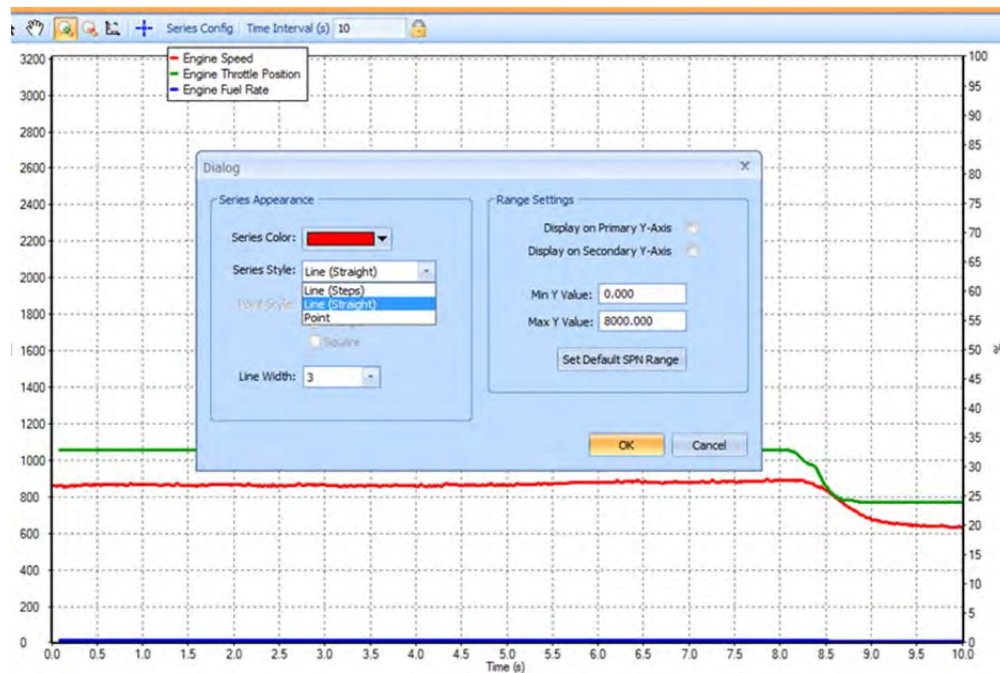 Series Config Time Interval (s) 10
Engine Speed
Engine Throttle Position
Engine Fuel Rate
3200
3000
2800
2600
2400
2200
2000
1800
1600
1400
1200
1000
800
600
400
200
0
Dialog
Series Appearance
Series Color:
Series Style: Line (Straight)
Line (Steps)
Line (Straight)
Point
Point Style:
Square
Line Width: 3
Range Settings
Display on Primary Y-Axis
Display on Secondary Y-Axis
Min Y Value: 0.000
Max Y Value: 8000.000
Set Default SPN Range
OK Cancel
100
95
90
85
80
75
70
65
60
55
50
45
40
35
30
25
20
15
10
5
0
%
0.0 0.5 1.0 1.5 2.0 2.5 3.0 3.5 4.0 4.5 5.0 5.5 6.0 6.5 7.0 7.5 8.0 8.5 9.0 9.5 10.0
Time (s)